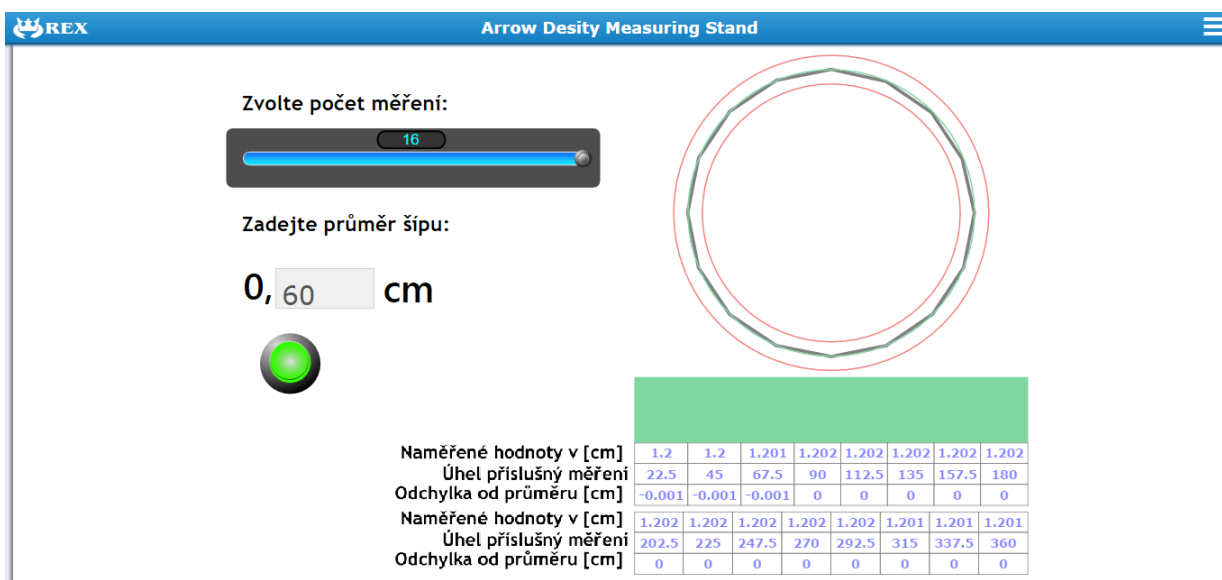 REX
Arrow Desity Measuring Stand
Zvolte počet měření:
16
Zadejte průměr šípu:
0, 60 cm
Naměřené hodnoty v [cm] 1.2 1.2 1.201 1.202 1.202 1.202 1.202 1.202
Úhel příslušný měření 22.5 45 67.5 90 112.5 135 157.5 180
Odchylka od průměru [cm] -0.001 -0.001 -0.001 0 0 0 0 0
Naměřené hodnoty v [cm] 1.202 1.202 1.202 1.202 1.202 1.201 1.201 1.201
Úhel příslušný měření 202.5 225 247.5 270 292.5 315 337.5 360
Odchylka od průměru [cm] 0 0 0 0 0 0 0 0